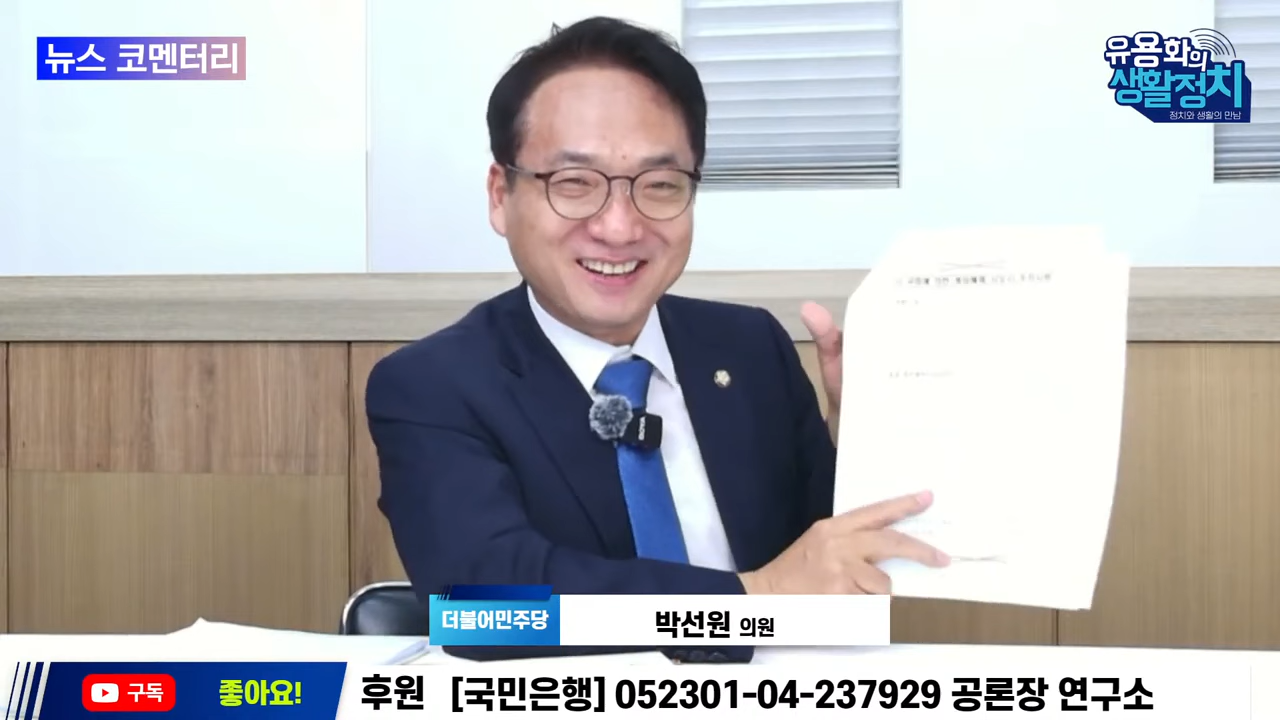 뉴스 코멘터리
유용화의
생활정치
정치와 생활의 만남
더불어민주당
박선원 의원
구독
좋아요!
후원 [국민은행] 052301-04-237929 공론장 연구소